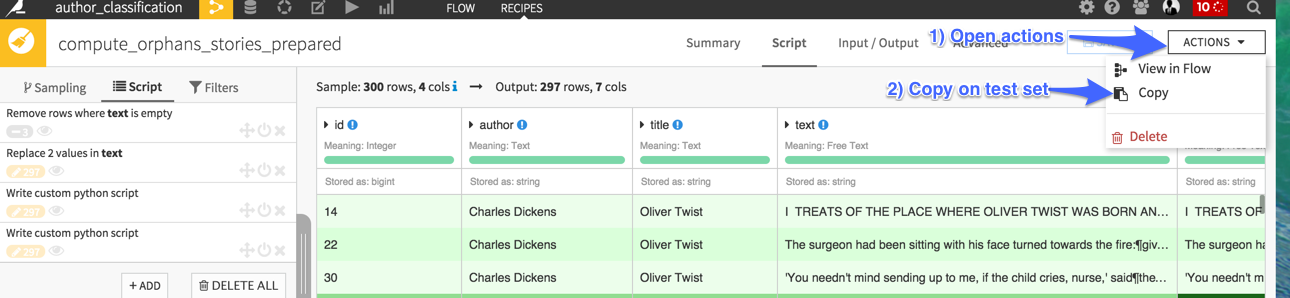 author_classification FLOW RECIPES 10
compute_orphans_stories_prepared Summary Script Input / Output 1) Open actions ACTIONS
View in Flow
2) Copy on test set Copy
Delete
Sampling Script Filters Sample: 300 rows, 4 cols Output: 297 rows, 7 cols
Remove rows where text is empty
3
Replace 2 values in text
297
Write custom python script
297
Write custom python script
297
+ ADD DELETE ALL
id author title text
Meaning: Integer Meaning: Text Meaning: Text Meaning: Free Text
Stored as: bigint Stored as: string Stored as: string Stored as: string Stored as: string
14 Charles Dickens Oliver Twist I TREATS OF THE PLACE WHERE OLIVER TWIST WAS BORN AN... I TREATS OF
22 Charles Dickens Oliver Twist The surgeon had been sitting with his face turned towards the fire:¶giv... The surgeon ha
30 Charles Dickens Oliver Twist 'You needn't mind sending up to me, if the child cries, nurse,' said¶the... 'You needn't m